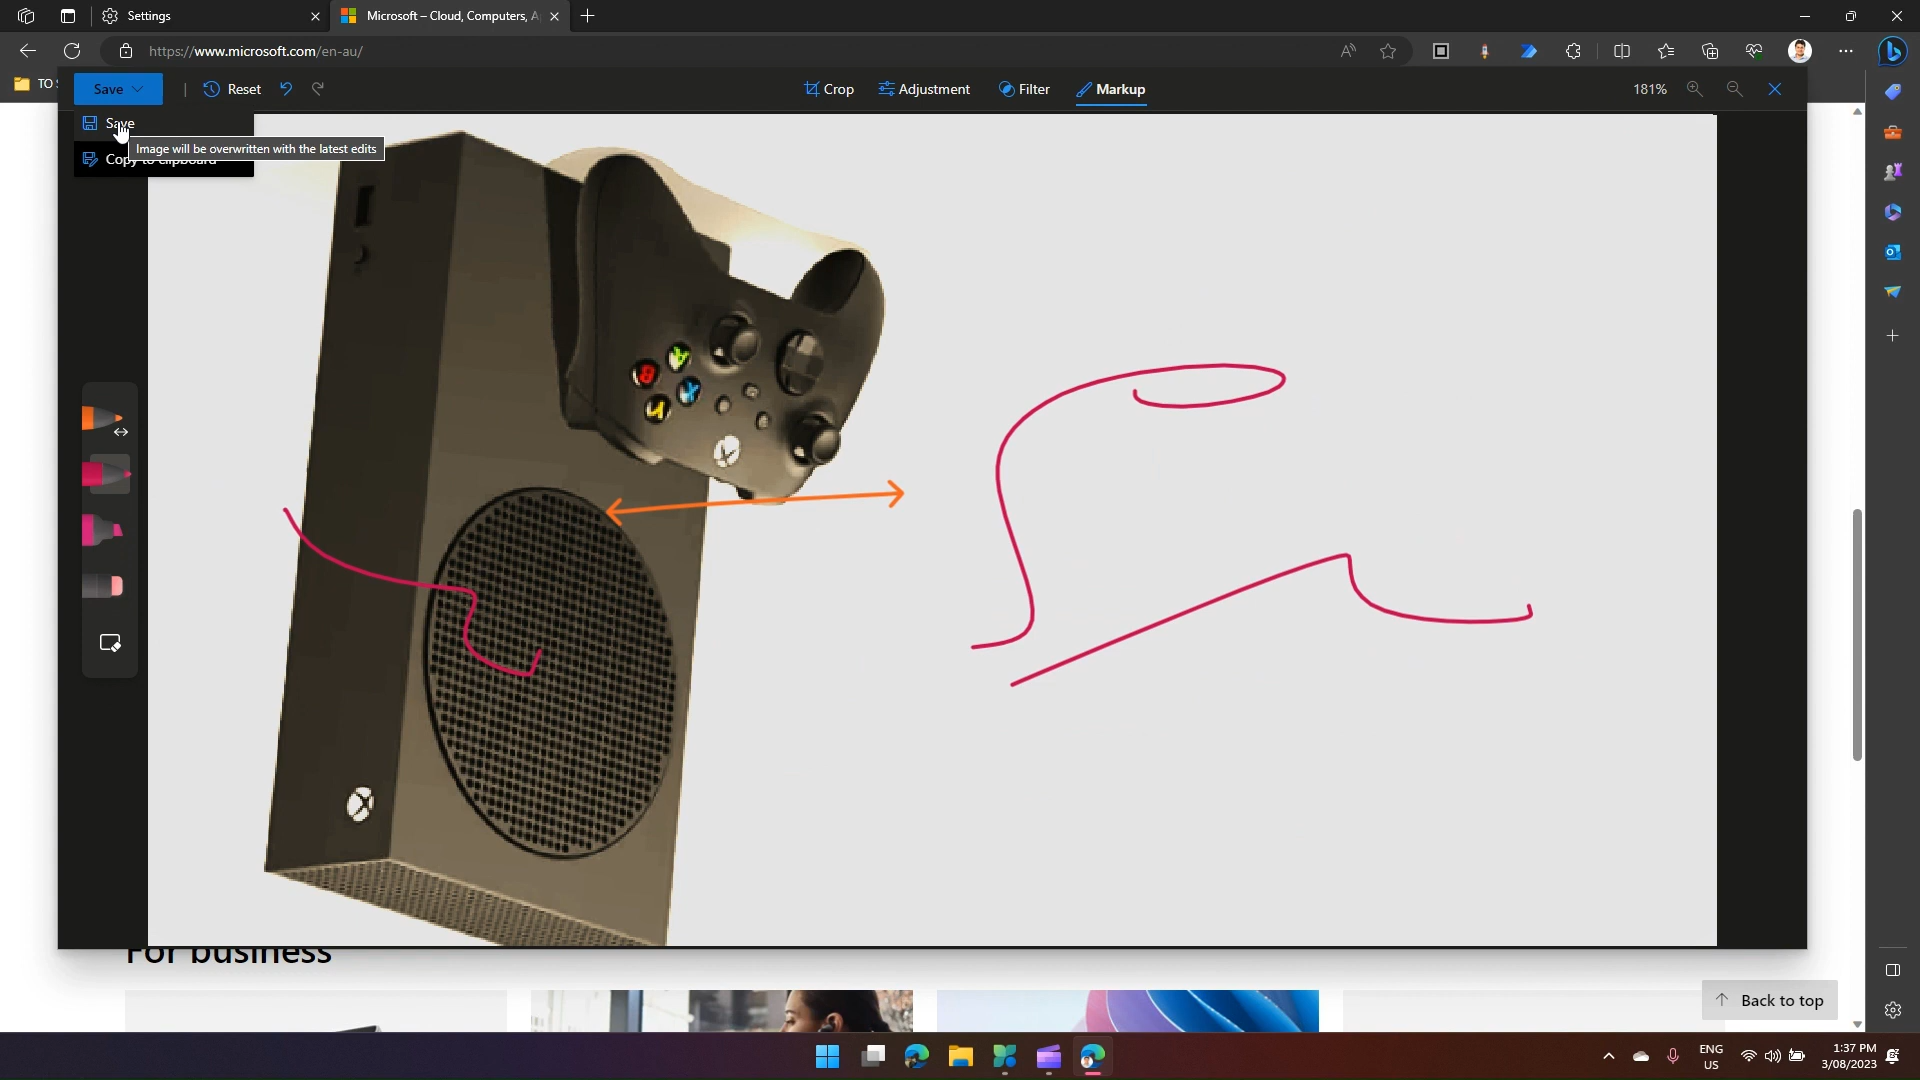 Settings
Microsoft – Cloud, Computers, A
https://www.microsoft.com/en-au/
TO
Save
Reset
Crop
Adjustment
Filter
Markup
181%
Save
Image will be overwritten with the latest edits
Copy to clipboard
A
B
X
Y
For business
Back to top
ENG
US
1:37 PM
3/08/2023